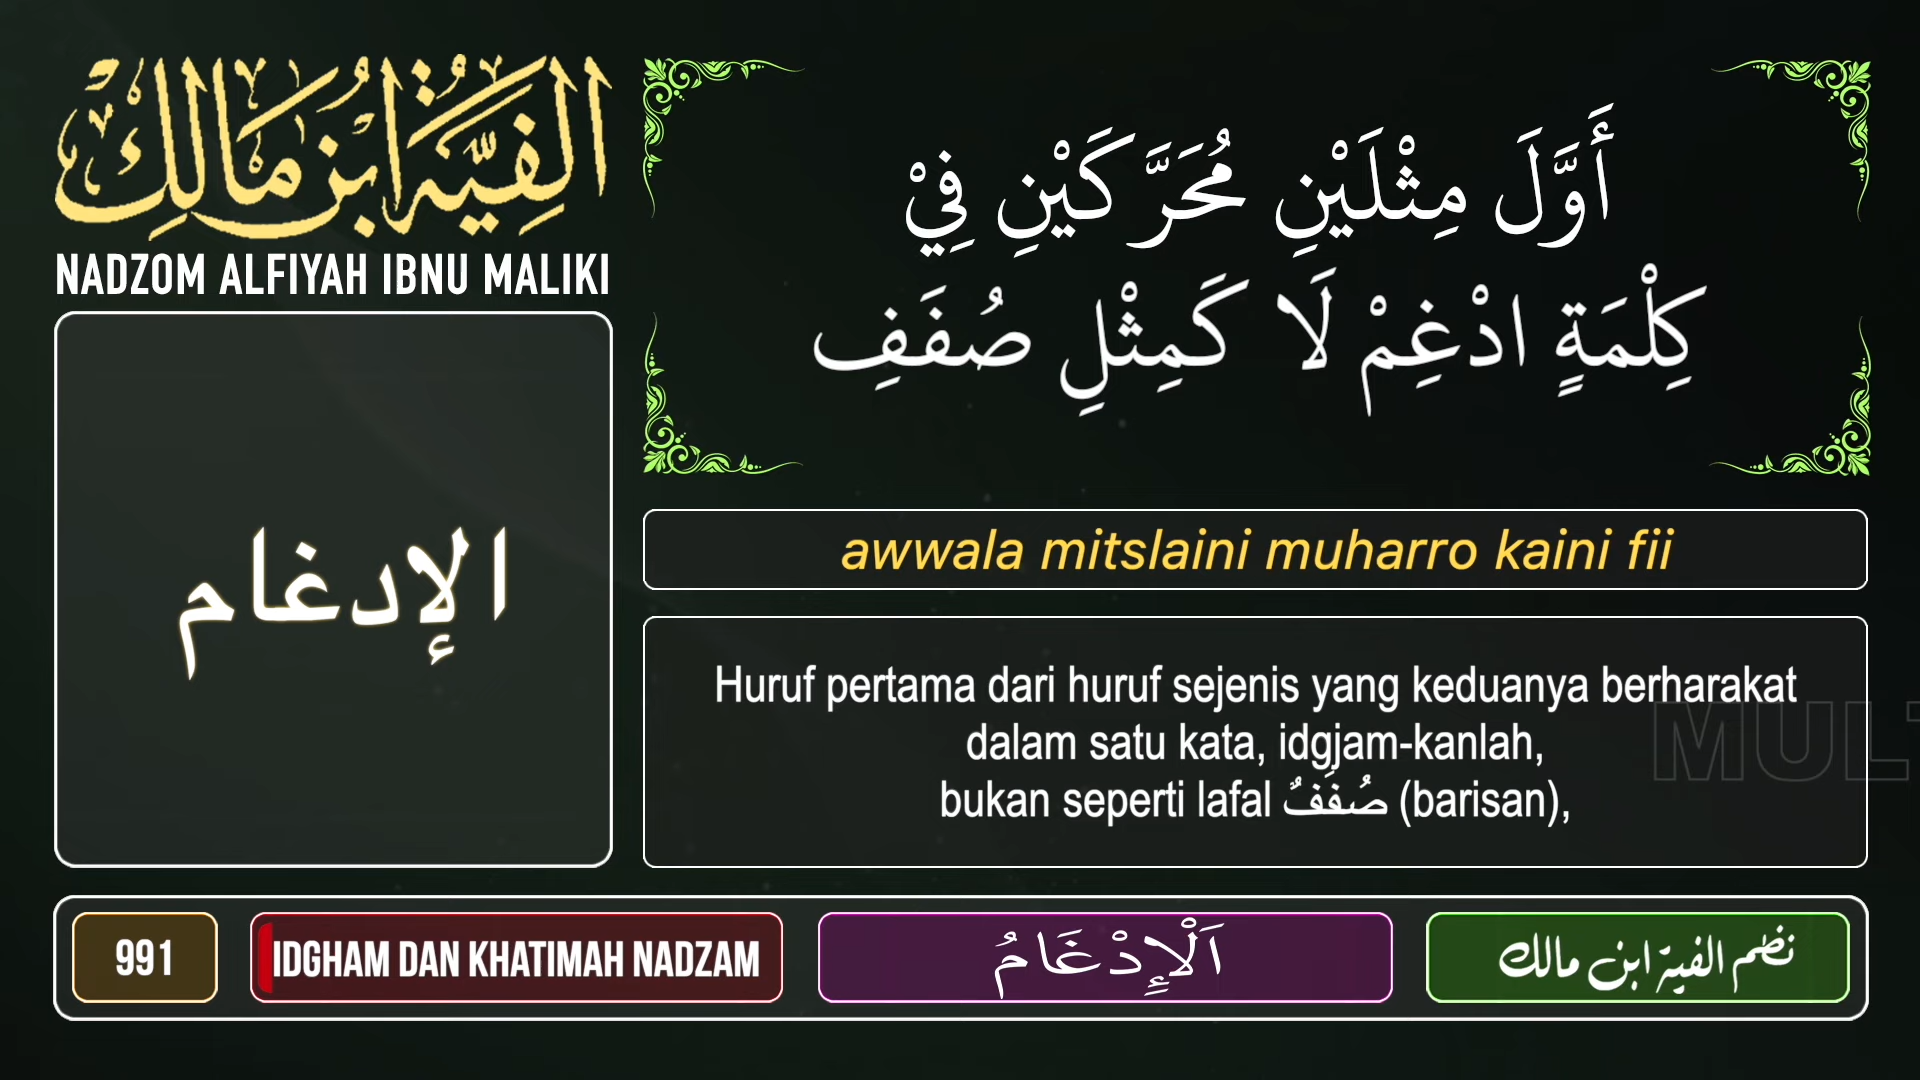 الفية ابن مالك
NADZOM ALFIYAH IBNU MALIKI
الإدغام
أَوَّلَ مِثْلَيْنِ مُحَرَّكَيْنِ فِيْ
كِلْمَةٍ ادْغِمْ لَا كَمِثْلِ صُفَفِ
awwala mitslaini muharro kaini fii
Huruf pertama dari huruf sejenis yang keduanya berharakat
dalam satu kata, idgjam-kanlah,
bukan seperti lafal صُفَفٌ (barisan),
MULT
991
IDGHAM DAN KHATIMAH NADZAM
اَلْإِدْغَامُ
نظم الفية ابن مالك